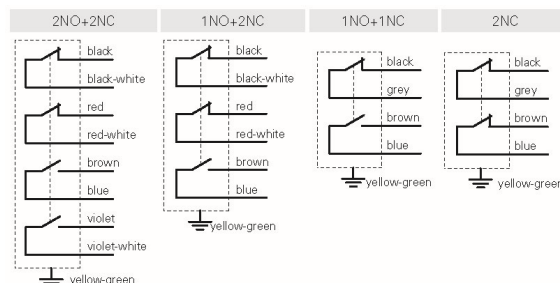 2NO+2NC
black
black-white
red
red-white
brown
blue
violet
violet-white
yellow-green
1NO+2NC
black
black-white
red
red-white
brown
blue
yellow-green
1NO+1NC
black
grey
brown
blue
yellow-green
2NC
black
grey
brown
blue
yellow-green